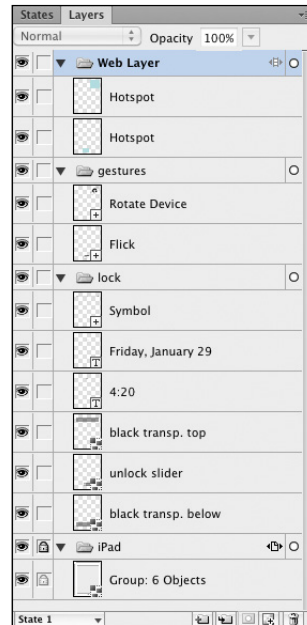 States Layers
Normal Opacity 100%
Web Layer
Hotspot
Hotspot
gestures
Rotate Device
Flick
lock
Symbol
Friday, January 29
4:20
black transp. top
unlock slider
black transp. below
iPad
Group: 6 Objects
State 1